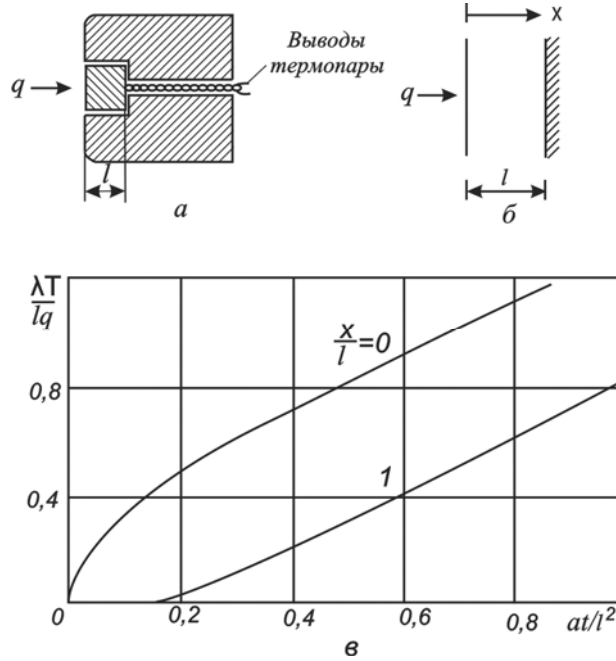 Выводы
термопары
q
l
а
x
q
l
б
λT
lq
x/l=0
0,8
1
0,4
0
0,2
0,4
0,6
0,8
at/l²
в